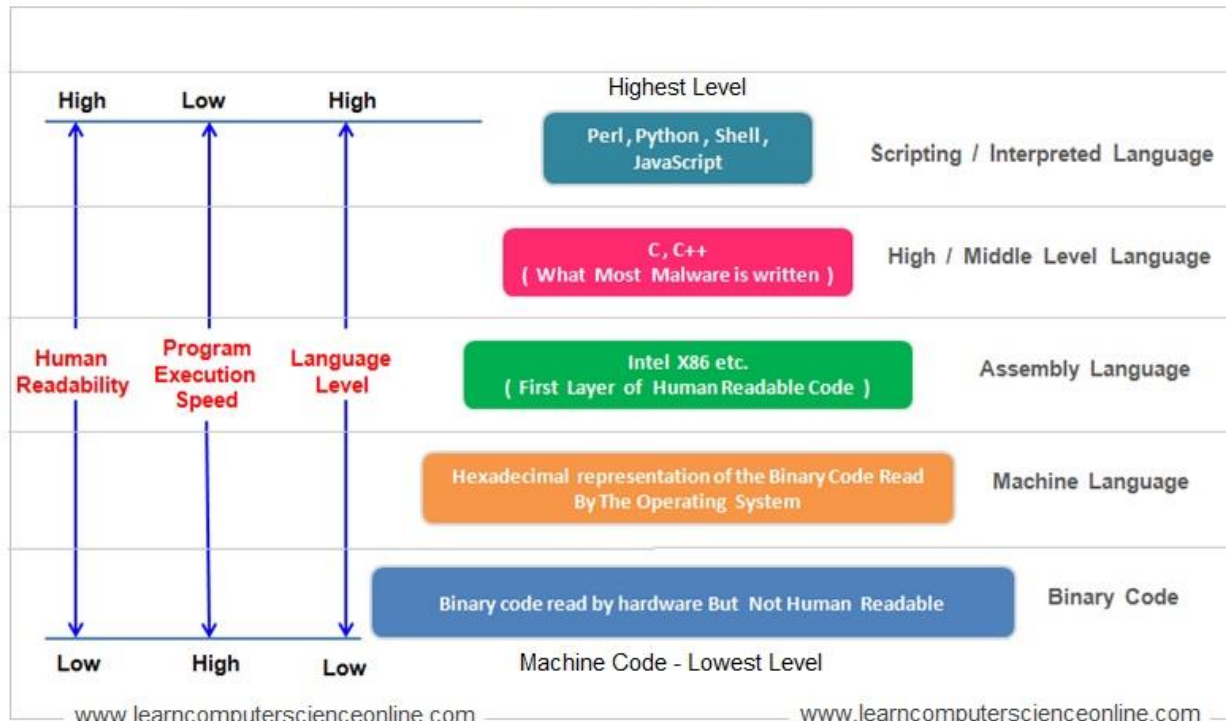 Highest Level
High Low High
Perl , Python , Shell ,
JavaScript
Scripting / Interpreted Language
C , C++
( What Most Malware is written )
High / Middle Level Language
Human
Readability
Program
Execution
Speed
Language
Level
Intel X86 etc.
( First Layer of Human Readable Code )
Assembly Language
Hexadecimal representation of the Binary Code Read
By The Operating System
Machine Language
Binary code read by hardware But Not Human Readable
Binary Code
Low High Low
Machine Code - Lowest Level
www.learncomputerscienceonline.com
www.learncomputerscienceonline.com